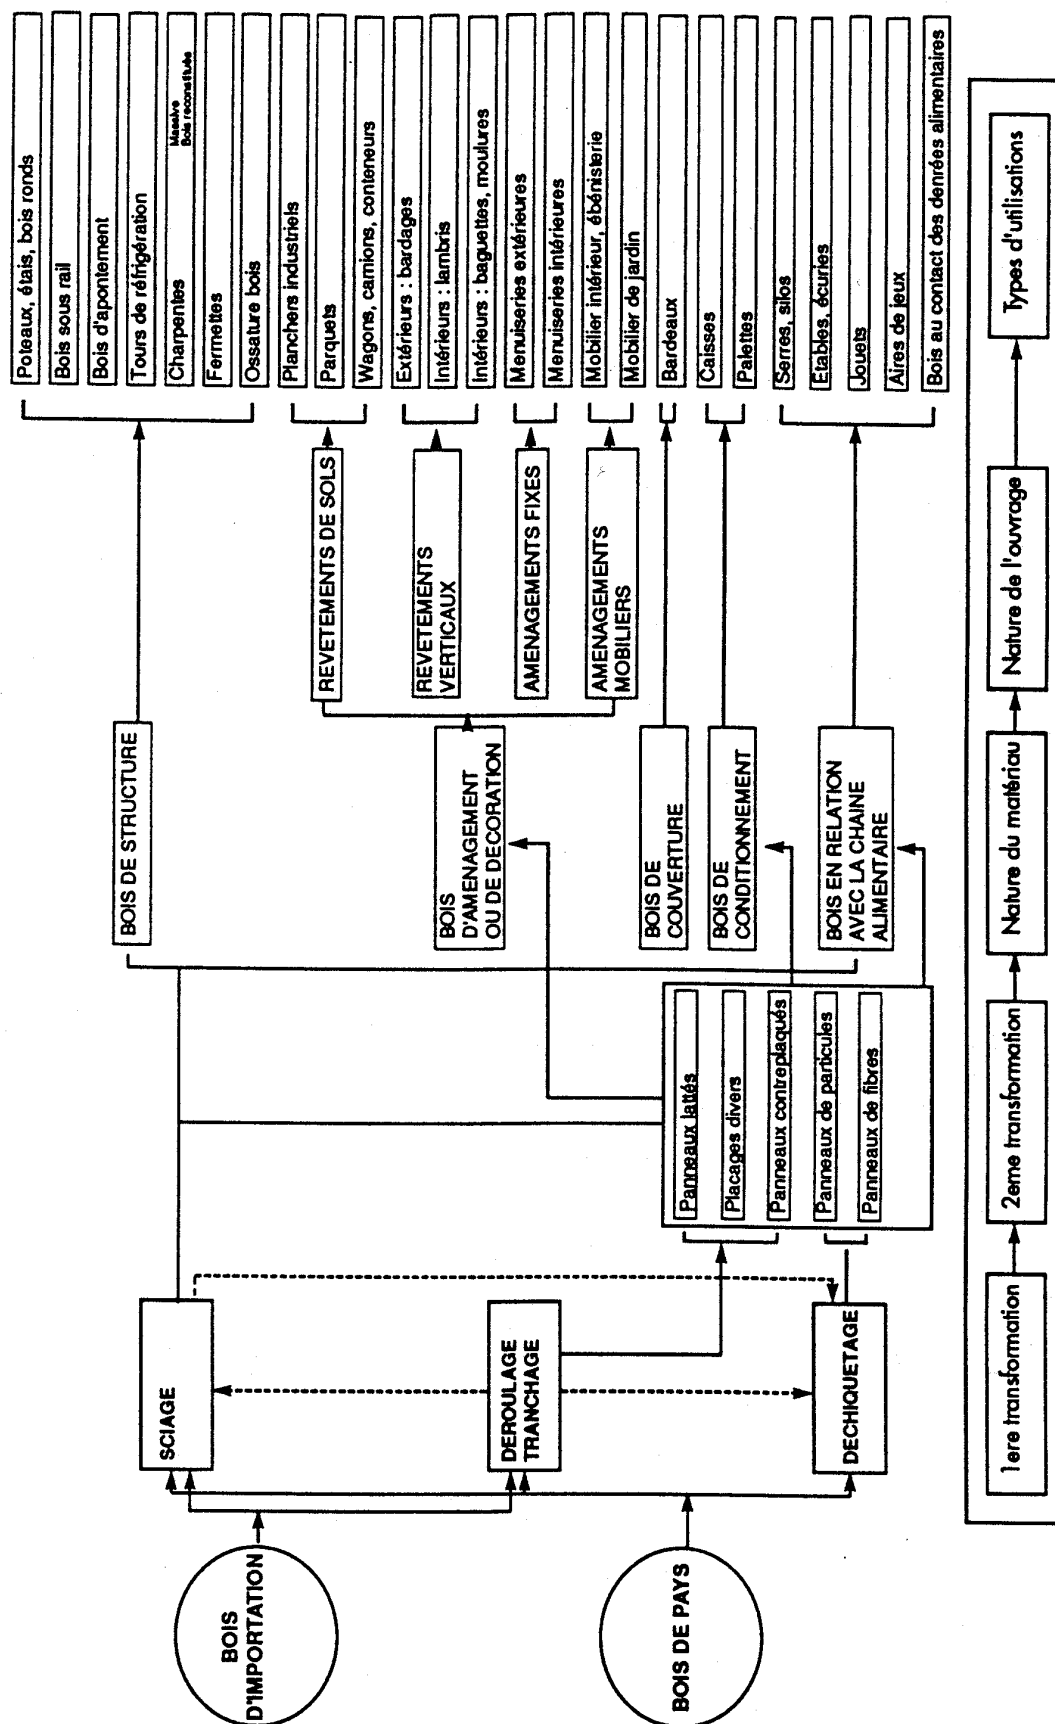 BOIS
D'IMPORTATION
BOIS DE PAYS
SCIAGE
DEROULAGE
TRANCHAGE
DECHIQUETAGE
Panneaux lattés
Placages divers
Panneaux contreplaqués
Panneaux de particules
Panneaux de fibres
BOIS DE STRUCTURE
BOIS
D'AMENAGEMENT
OU DE DECORATION
BOIS DE
COUVERTURE
BOIS DE
CONDITIONNEMENT
BOIS EN RELATION
AVEC LA CHAINE
ALIMENTAIRE
REVETEMENTS DE SOLS
REVETEMENTS
VERTICAUX
AMENAGEMENTS FIXES
AMENAGEMENTS
MOBILIERS
Poteaux, étais, bois ronds
Bois sous rail
Bois d'apontement
Tours de réfrigération
Charpentes
Massive
Bois reconstituée
Fermettes
Ossature bois
Planchers industriels
Parquets
Wagons, camions, conteneurs
Extérieurs : bardages
Intérieurs : lambris
Intérieurs : baguettes, moulures
Menuiseries extérieures
Menuiseries intérieures
Mobilier intérieur, ébénisterie
Mobilier de jardin
Bardeaux
Caisses
Palettes
Serres, silos
Etables, écuries
Jouets
Aires de jeux
Bois au contact des denrées alimentaires
1ere transformation
2eme transformation
Nature du matériau
Nature de l'ouvrage
Types d'utilisations